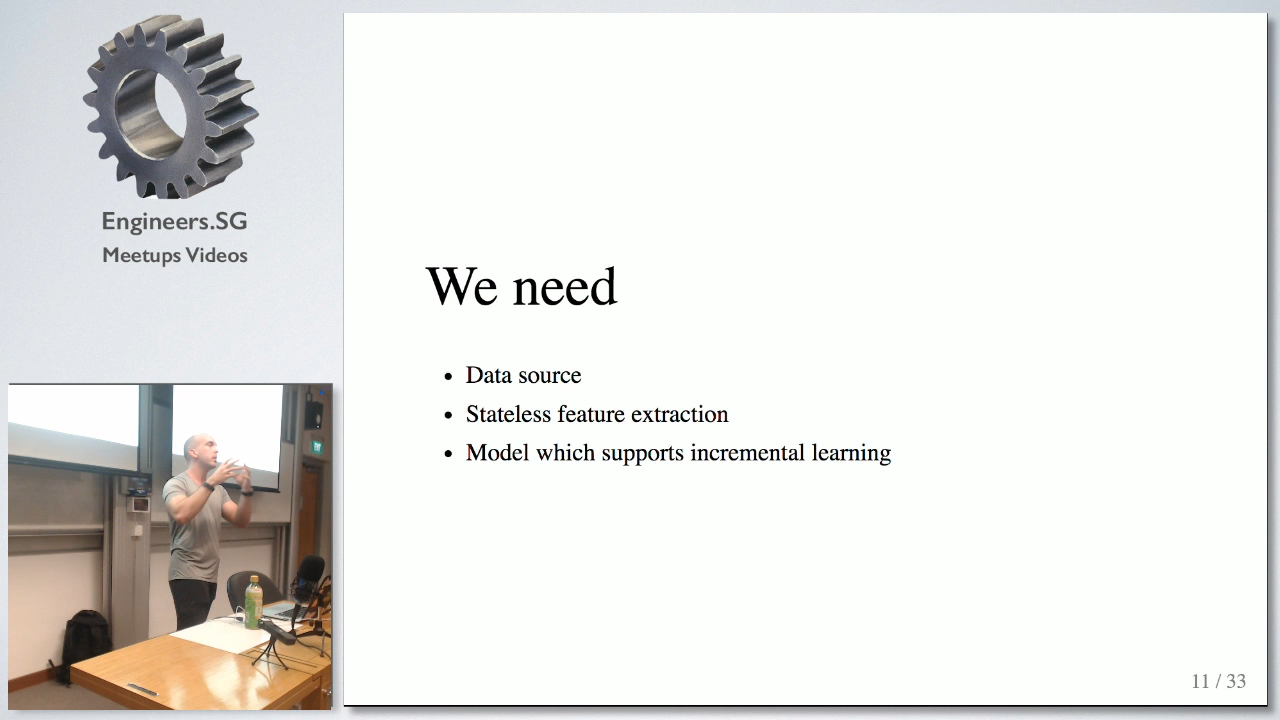 Engineers.SG
Meetups Videos
We need
• Data source
• Stateless feature extraction
• Model which supports incremental learning
11 / 33